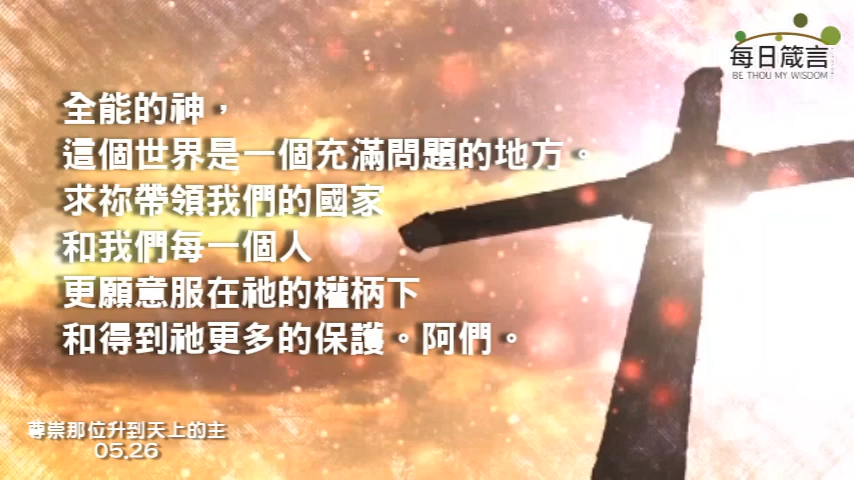 每日箴言
BE THOU MY WISDOM
全能的神，
這個世界是一個充滿問題的地方。
求祢帶領我們的國家
和我們每一個人
更願意服在祂的權柄下
和得到祂更多的保護。阿們。
尊崇那位升到天上的主
05.26